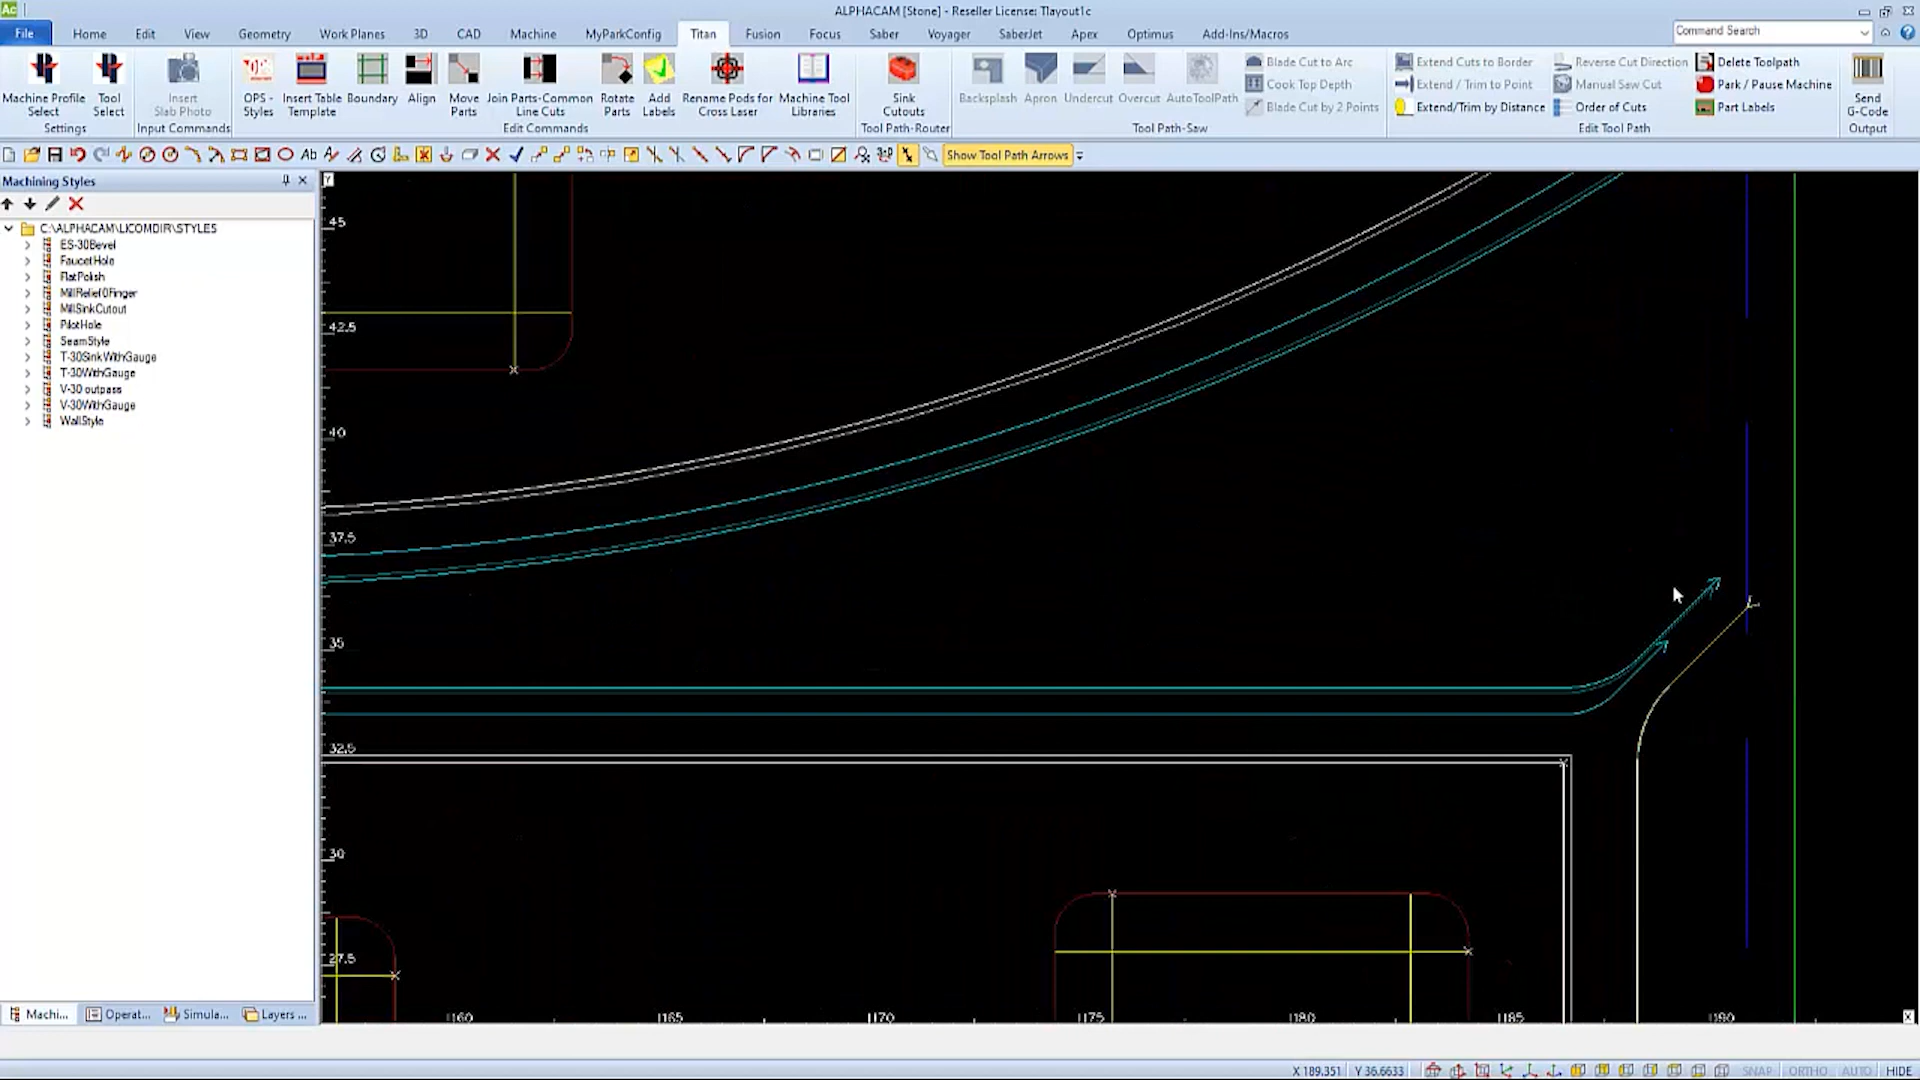 ALPHACAM [Stone] - Reseller License: Tlayout1c
File Home Edit View Geometry Work Planes 3D CAD Machine MyParkConfig Titan Fusion Focus Saber Voyager SaberJet Apex Optimus Add-Ins/Macros Command Search
Machine Profile Select
Tool Select
Settings
Insert Slab Photo
Input Commands
OPS - Styles
Insert Table Template
Boundary
Align
Move Parts
Join Parts-Common Line Cuts
Rotate Parts
Add Labels
Rename Pods for Cross Laser
Machine Tool Libraries
Edit Commands
Sink Cutouts
Tool Path-Router
Backsplash
Apron
Undercut
Overcut
AutoToolPath
Blade Cut to Arc
Cook Top Depth
Blade Cut by 2 Points
Tool Path-Saw
Extend Cuts to Border
Extend / Trim to Point
Extend/Trim by Distance
Reverse Cut Direction
Manual Saw Cut
Order of Cuts
Delete Toolpath
Park / Pause Machine
Part Labels
Edit Tool Path
Send G-Code
Output
Show Tool Path Arrows
Machining Styles
C:\ALPHACAM\LICOMDIR\STYLES
ES-30Bevel
FaucetHole
FlatPolish
MillRelief0Finger
MillSinkCutout
PilotHole
SeamStyle
T-30SinkWithGauge
T-30WithGauge
V-30 outpass
V-30WithGauge
WallStyle
Y
45
42.5
40
37.5
35
32.5
30
27.5
160 165 170 175 180 185 190 X
Machi... Operat... Simula... Layers ...
X 189.351 Y 36.6633 SNAP ORTHO AUTO HIDE